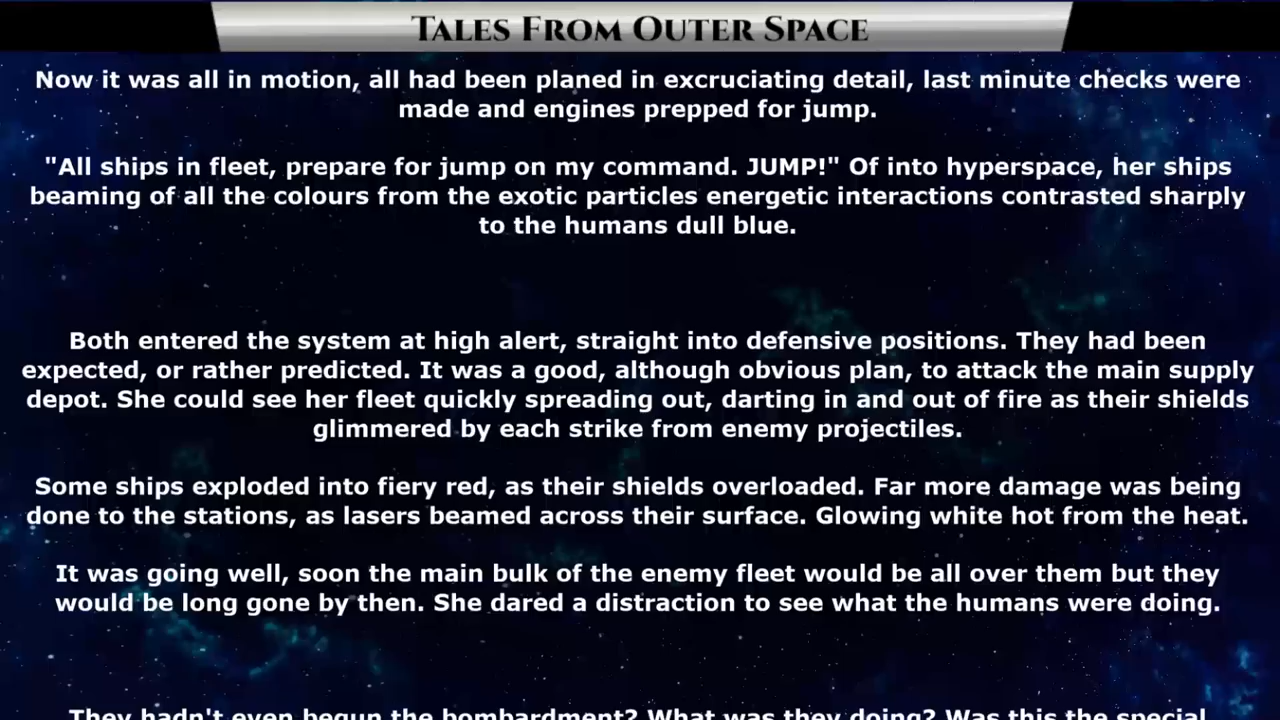 Tales From Outer Space
Now it was all in motion, all had been planed in excruciating detail, last minute checks were
made and engines prepped for jump.
"All ships in fleet, prepare for jump on my command. JUMP!" Of into hyperspace, her ships
beaming of all the colours from the exotic particles energetic interactions contrasted sharply
to the humans dull blue.
Both entered the system at high alert, straight into defensive positions. They had been
expected, or rather predicted. It was a good, although obvious plan, to attack the main supply
depot. She could see her fleet quickly spreading out, darting in and out of fire as their shields
glimmered by each strike from enemy projectiles.
Some ships exploded into fiery red, as their shields overloaded. Far more damage was being
done to the stations, as lasers beamed across their surface. Glowing white hot from the heat.
It was going well, soon the main bulk of the enemy fleet would be all over them but they
would be long gone by then. She dared a distraction to see what the humans were doing.
They hadn't even begun the bombardment? What was they doing? Was this the special